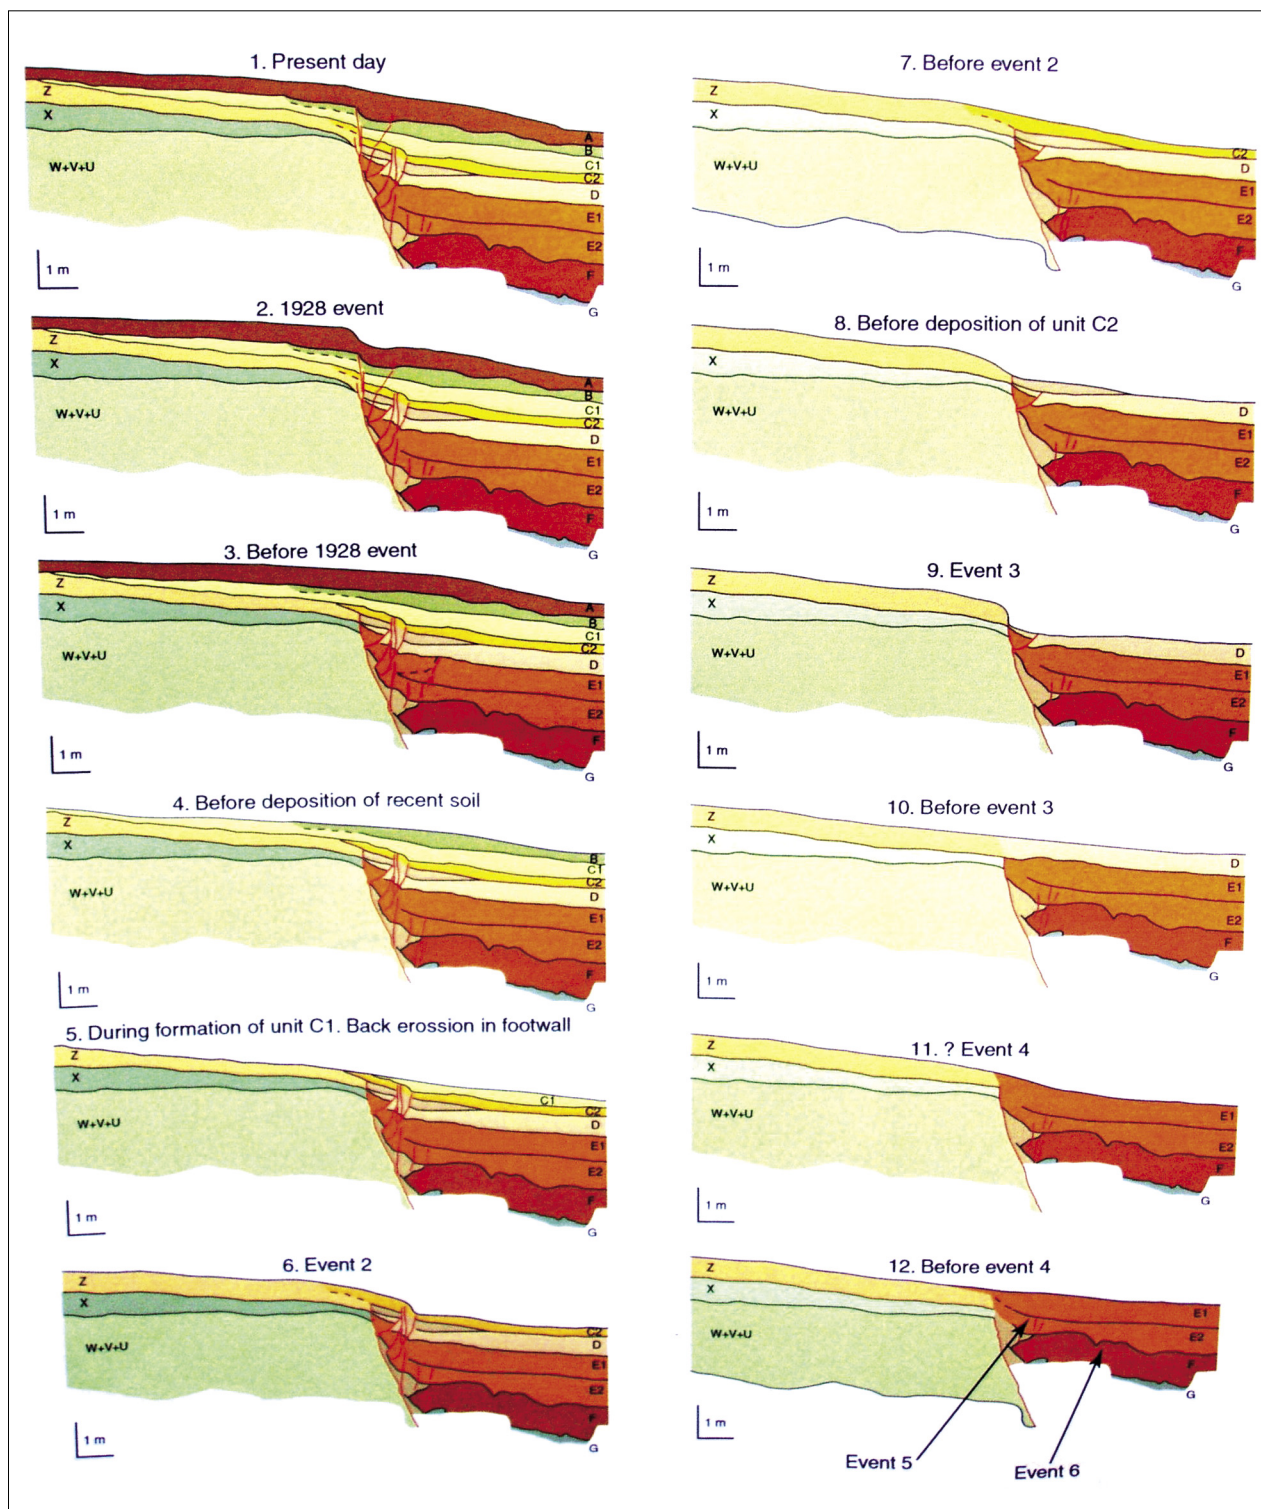 1. Present day
Z
X
W+V+U
A
B
C1
C2
D
E1
E2
F
G
1 m
2. 1928 event
Z
X
W+V+U
A
B
C1
C2
D
E1
E2
F
G
1 m
3. Before 1928 event
Z
X
W+V+U
A
B
C1
C2
D
E1
E2
F
G
1 m
4. Before deposition of recent soil
Z
X
W+V+U
B
C1
C2
D
E1
E2
F
G
1 m
5. During formation of unit C1. Back erossion in footwall
Z
X
W+V+U
C1
C2
D
E1
E2
F
G
1 m
6. Event 2
Z
X
W+V+U
C2
D
E1
E2
F
G
1 m
7. Before event 2
Z
X
W+V+U
C2
D
E1
E2
F
G
1 m
8. Before deposition of unit C2
Z
X
W+V+U
D
E1
E2
F
G
1 m
9. Event 3
Z
X
W+V+U
D
E1
E2
F
G
1 m
10. Before event 3
Z
X
W+V+U
D
E1
E2
F
G
1 m
11. ? Event 4
Z
X
W+V+U
E1
E2
F
G
1 m
12. Before event 4
Z
X
W+V+U
E1
E2
F
G
1 m
Event 5
Event 6